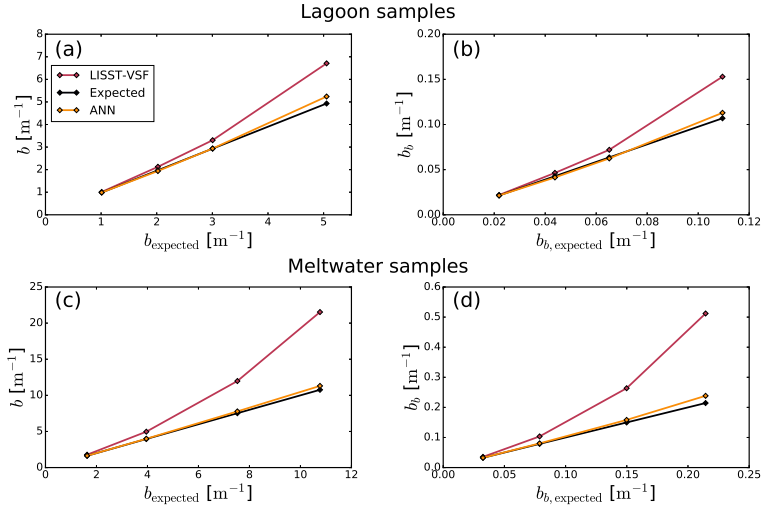 Lagoon samples
(a)
LISST-VSF
Expected
ANN
8
7
6
5
4
3
2
1
0
b [m⁻¹]
0 1 2 3 4 5
b_expected [m⁻¹]
(b)
0.20
0.15
0.10
0.05
0.00
b_b
0.00 0.02 0.04 0.06 0.08 0.10 0.12
b_b, expected [m⁻¹]
Meltwater samples
(c)
25
20
15
10
5
0
b [m⁻¹]
0 2 4 6 8 10 12
b_expected [m⁻¹]
(d)
0.6
0.5
0.4
0.3
0.2
0.1
0.0
b_b [m⁻¹]
0.00 0.05 0.10 0.15 0.20 0.25
b_b, expected [m⁻¹]